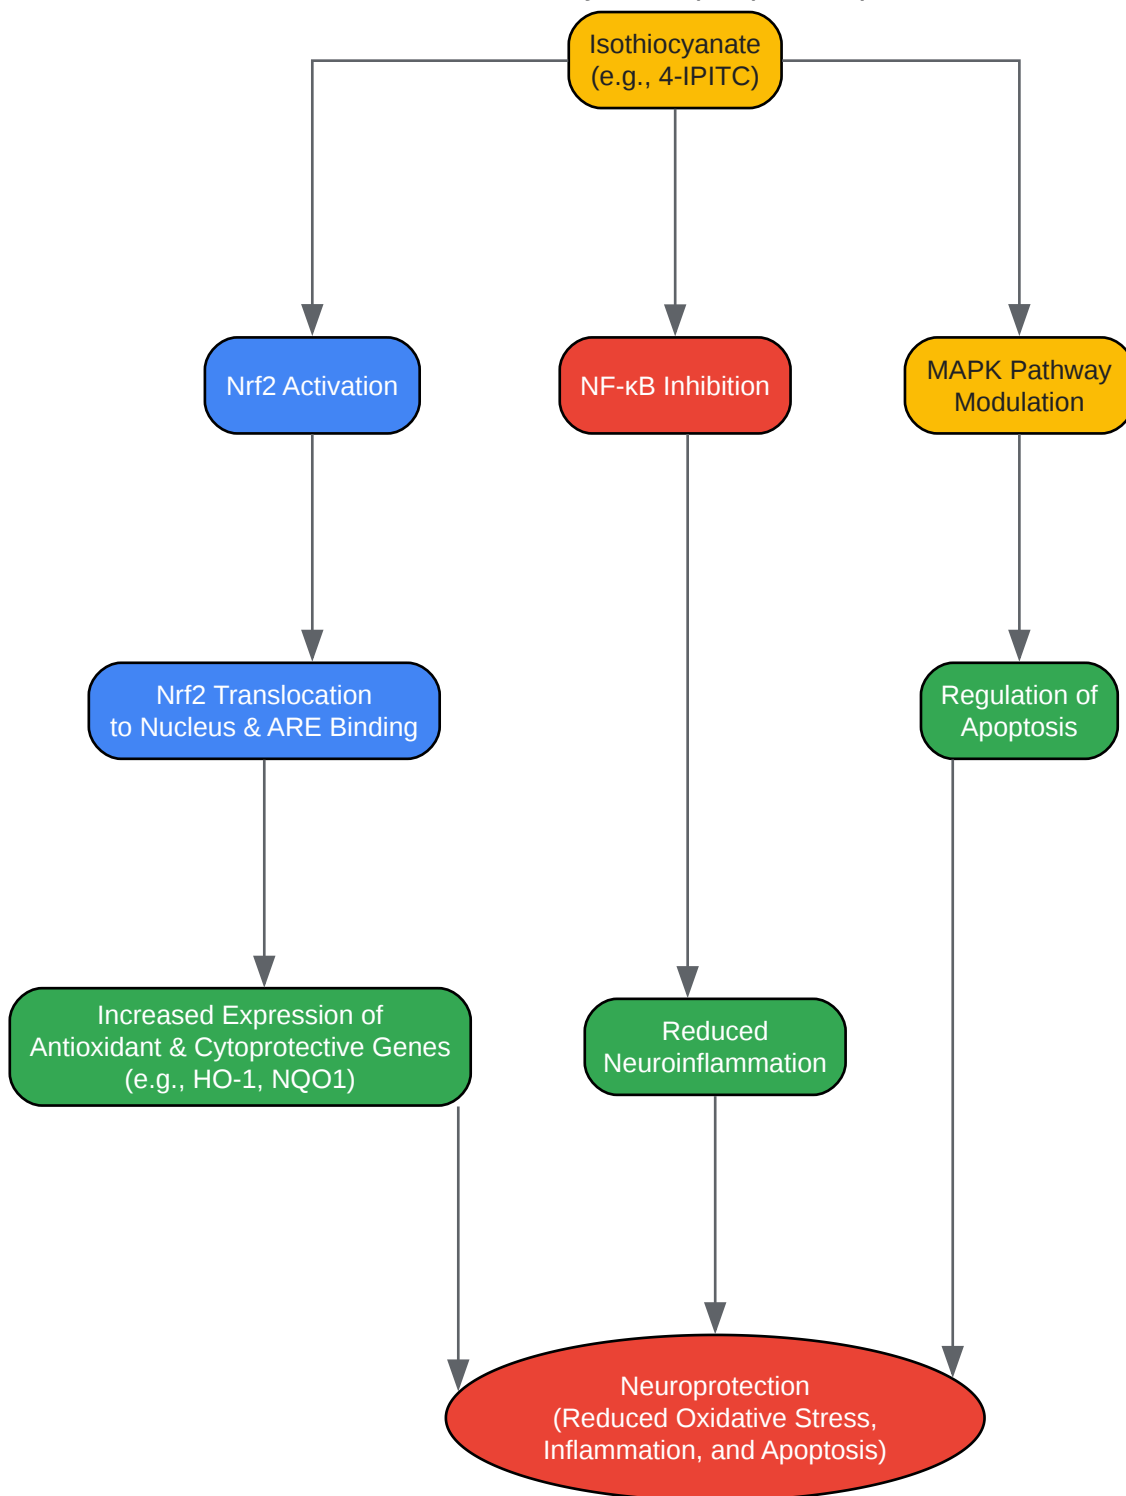 Isothiocyanate
(e.g., 4-IPITC)
Nrf2 Activation
NF-κB Inhibition
MAPK Pathway
Modulation
Nrf2 Translocation
to Nucleus & ARE Binding
Regulation of
Apoptosis
Increased Expression of
Antioxidant & Cytoprotective Genes
(e.g., HO-1, NQO1)
Reduced
Neuroinflammation
Neuroprotection
(Reduced Oxidative Stress,
Inflammation, and Apoptosis)